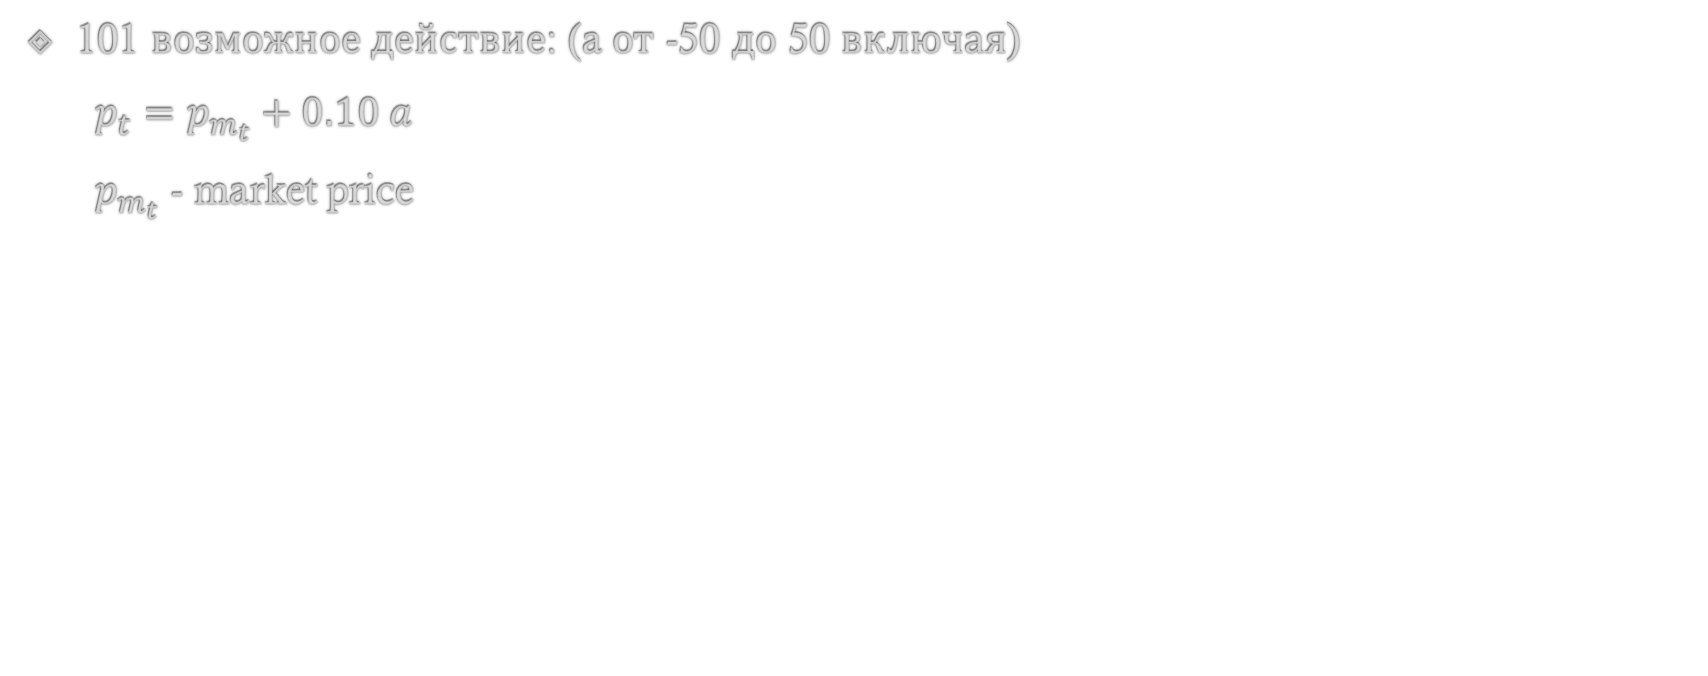 ❖ 101 возможное действие: (a от -50 до 50 включая)
$p_t = p_{m_t} + 0.10\,a$
$p_{m_t}$ - market price